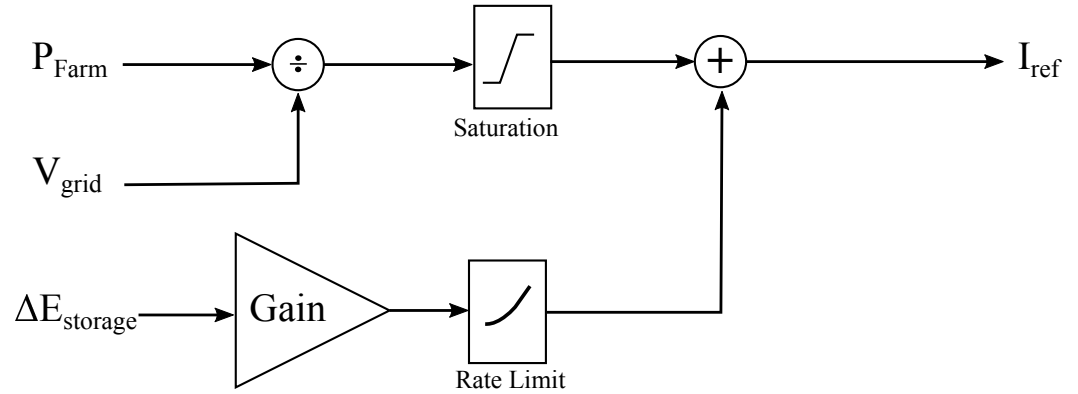 P_Farm
÷
+
I_ref
Saturation
V_grid
ΔE_storage
Gain
Rate Limit